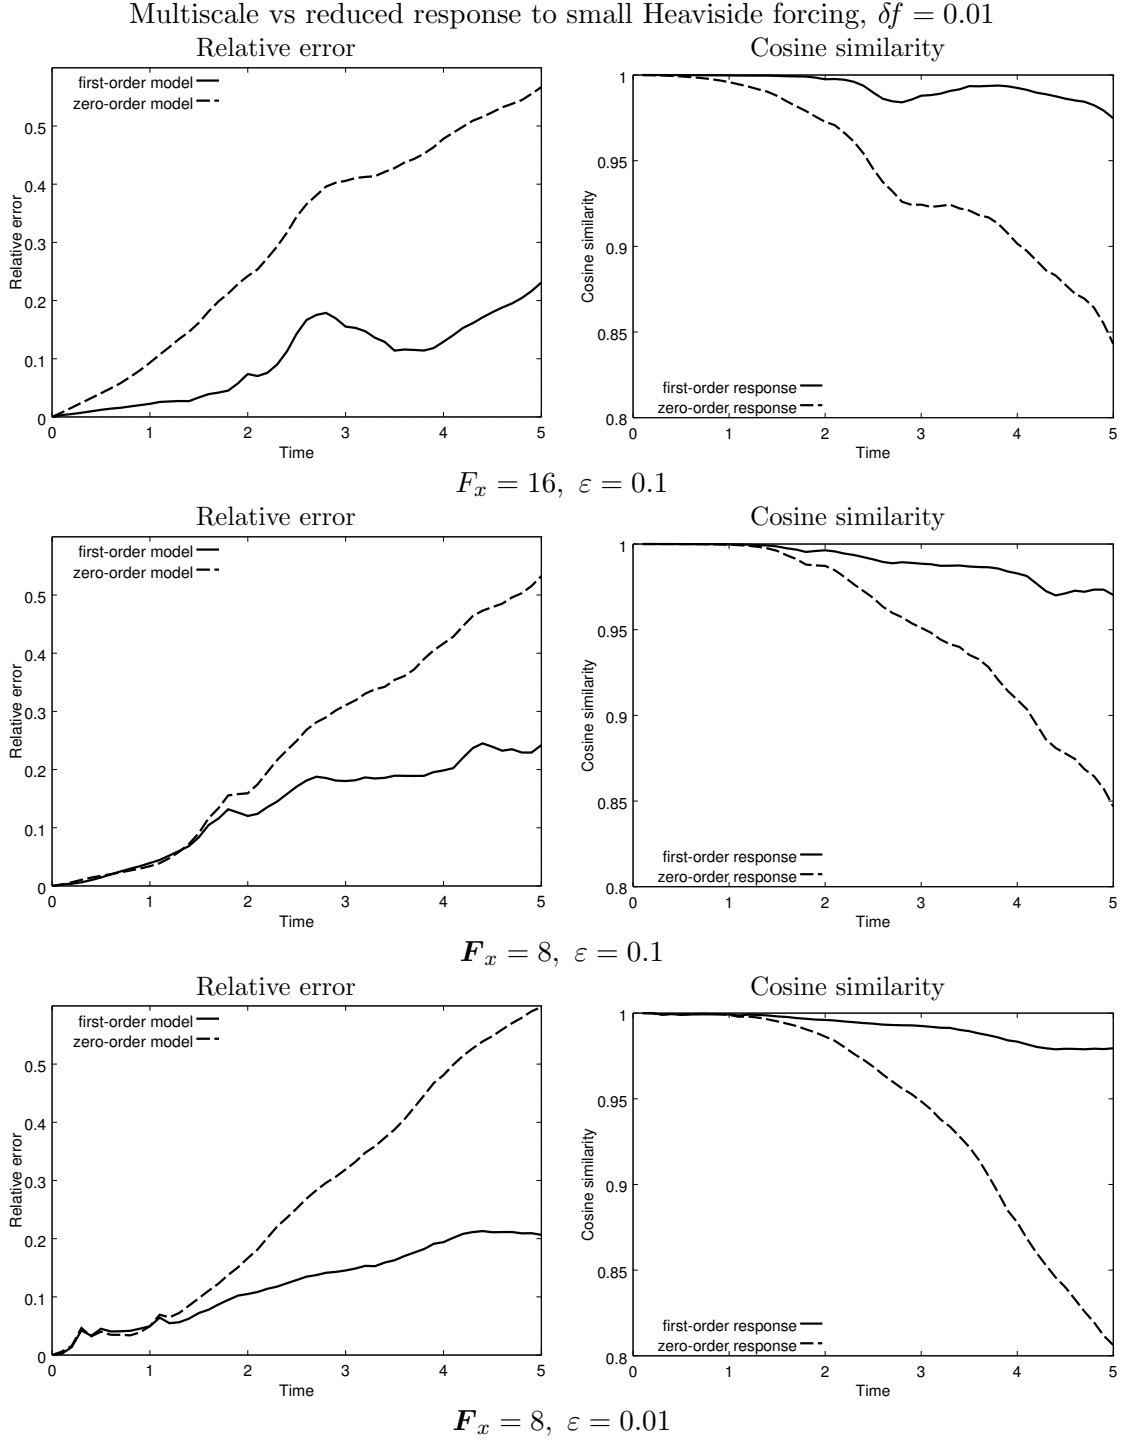 Multiscale vs reduced response to small Heaviside forcing, δf = 0.01
Relative error
Cosine similarity
first-order model
zero-order model
Relative error
0.5
0.4
0.3
0.2
0.1
0
0 1 2 3 4 5
Time
1
0.95
0.9
0.85
0.8
Cosine similarity
first-order response
zero-order response
0 1 2 3 4 5
Time
F_x = 16, ε = 0.1
Relative error
Cosine similarity
first-order model
zero-order model
Relative error
0.5
0.4
0.3
0.2
0.1
0
0 1 2 3 4 5
Time
1
0.95
0.9
0.85
0.8
Cosine similarity
first-order response
zero-order response
0 1 2 3 4 5
Time
F_x = 8, ε = 0.1
Relative error
Cosine similarity
first-order model
zero-order model
Relative error
0.5
0.4
0.3
0.2
0.1
0
0 1 2 3 4 5
Time
1
0.95
0.9
0.85
0.8
Cosine similarity
first-order response
zero-order response
0 1 2 3 4 5
Time
F_x = 8, ε = 0.01